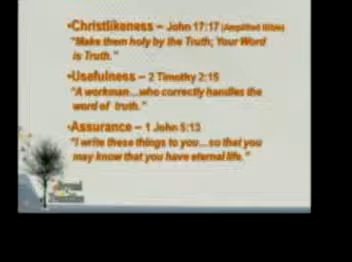 •Christlikeness – John 17:17 (Amplified Bible)
"Make them holy by the Truth; Your Word
is Truth."
•Usefulness – 2 Timothy 2:15
"A workman...who correctly handles the
word of truth."
•Assurance – 1 John 5:13
"I write these things to you...so that you
may know that you have eternal life."